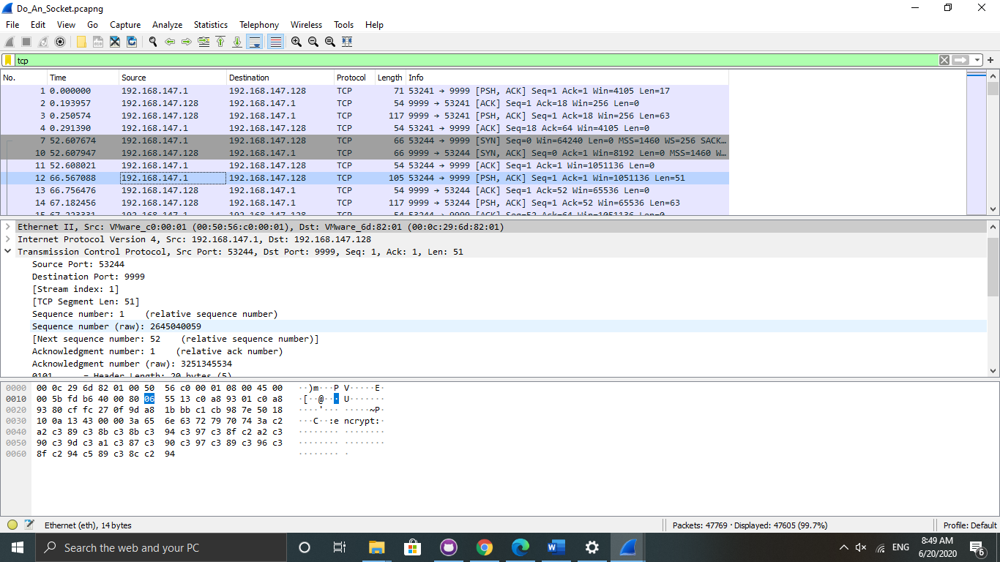 Do_An_Socket.pcapng
File Edit View Go Capture Analyze Statistics Telephony Wireless Tools Help
tcp
No. Time Source Destination Protocol Length Info
1 0.000000 192.168.147.1 192.168.147.128 TCP 71 53241 → 9999 [PSH, ACK] Seq=1 Ack=1 Win=4105 Len=17
2 0.193957 192.168.147.128 192.168.147.1 TCP 54 9999 → 53241 [ACK] Seq=1 Ack=18 Win=256 Len=0
3 0.250574 192.168.147.128 192.168.147.1 TCP 117 9999 → 53241 [PSH, ACK] Seq=1 Ack=18 Win=256 Len=63
4 0.291390 192.168.147.1 192.168.147.128 TCP 54 53241 → 9999 [ACK] Seq=18 Ack=64 Win=4105 Len=0
7 52.607674 192.168.147.1 192.168.147.128 TCP 66 53244 → 9999 [SYN] Seq=0 Win=64240 Len=0 MSS=1460 WS=256 SACK…
10 52.607947 192.168.147.128 192.168.147.1 TCP 66 9999 → 53244 [SYN, ACK] Seq=0 Ack=1 Win=8192 Len=0 MSS=1460 W…
11 52.608021 192.168.147.1 192.168.147.128 TCP 54 53244 → 9999 [ACK] Seq=1 Ack=1 Win=1051136 Len=0
12 66.567088 192.168.147.1 192.168.147.128 TCP 105 53244 → 9999 [PSH, ACK] Seq=1 Ack=1 Win=1051136 Len=51
13 66.756476 192.168.147.128 192.168.147.1 TCP 54 9999 → 53244 [ACK] Seq=1 Ack=52 Win=65536 Len=0
14 67.182456 192.168.147.128 192.168.147.1 TCP 117 9999 → 53244 [PSH, ACK] Seq=1 Ack=52 Win=65536 Len=63
15 67.223331 192.168.147.1 192.168.147.128 TCP 54 53244 → 9999 [ACK] Seq=52 Ack=64 Win=1051136 Len=0
Ethernet II, Src: VMware_c0:00:01 (00:50:56:c0:00:01), Dst: VMware_6d:82:01 (00:0c:29:6d:82:01)
Internet Protocol Version 4, Src: 192.168.147.1, Dst: 192.168.147.128
Transmission Control Protocol, Src Port: 53244, Dst Port: 9999, Seq: 1, Ack: 1, Len: 51
Source Port: 53244
Destination Port: 9999
[Stream index: 1]
[TCP Segment Len: 51]
Sequence number: 1 (relative sequence number)
Sequence number (raw): 2645040059
[Next sequence number: 52 (relative sequence number)]
Acknowledgment number: 1 (relative ack number)
Acknowledgment number (raw): 3251345534
0101 .... = Header Length: 20 bytes (5)
0000 00 0c 29 6d 82 01 00 50 56 c0 00 01 08 00 45 00 ··)m···P V·····E·
0010 00 5b fd b6 40 00 80 06 55 13 c0 a8 93 01 c0 a8 ·[··@··· U·······
0020 93 80 cf fc 27 0f 9d a8 1b bb c1 cb 98 7e 50 18 ····'··· ·····~P·
0030 10 0a 13 43 00 00 3a 65 6e 63 72 79 70 74 3a c2 ···C··:e ncrypt:·
0040 a2 c3 89 c3 8b c3 8b c3 94 c3 97 c3 8f c2 a2 c3 ········ ········
0050 90 c3 9d c3 a1 c3 87 c3 90 c3 97 c3 89 c3 96 c3 ········ ········
0060 8f c2 94 c5 89 c3 8c c2 94 ········ ·
Ethernet (eth), 14 bytes
Packets: 47769 · Displayed: 47605 (99.7%)
Profile: Default
Search the web and your PC
ENG
8:49 AM
6/20/2020
6